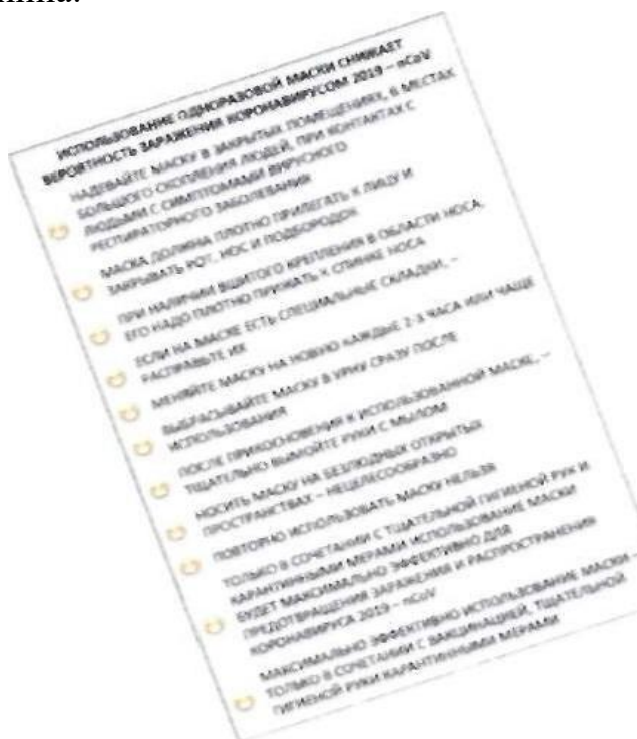 ИСПОЛЬЗОВАНИЕ ОДНОРАЗОВОЙ МАСКИ СНИЖАЕТ
ВЕРОЯТНОСТЬ ЗАРАЖЕНИЯ КОРОНАВИРУСОМ 2019 – nCoV
НАДЕВАЙТЕ МАСКУ В ЗАКРЫТЫХ ПОМЕЩЕНИЯХ, В МЕСТАХ
БОЛЬШОГО СКОПЛЕНИЯ ЛЮДЕЙ, ПРИ КОНТАКТАХ С
ЛЮДЬМИ С СИМПТОМАМИ ВИРУСНОГО
РЕСПИРАТОРНОГО ЗАБОЛЕВАНИЯ
МАСКА ДОЛЖНА ПЛОТНО ПРИЛЕГАТЬ К ЛИЦУ И
ЗАКРЫВАТЬ РОТ, НОС И ПОДБОРОДОК
ПРИ НАЛИЧИИ ВШИТОГО КРЕПЛЕНИЯ В ОБЛАСТИ НОСА,
ЕГО НАДО ПЛОТНО ПРИЖАТЬ К СПИНКЕ НОСА
ЕСЛИ НА МАСКЕ ЕСТЬ СПЕЦИАЛЬНЫЕ СКЛАДКИ, –
РАСПРАВЬТЕ ИХ
МЕНЯЙТЕ МАСКУ НА НОВУЮ КАЖДЫЕ 2-3 ЧАСА ИЛИ ЧАЩЕ
ВЫБРАСЫВАЙТЕ МАСКУ В УРНУ СРАЗУ ПОСЛЕ
ИСПОЛЬЗОВАНИЯ
ПОСЛЕ ПРИКОСНОВЕНИЯ К ИСПОЛЬЗОВАННОЙ МАСКЕ, –
ТЩАТЕЛЬНО ВЫМОЙТЕ РУКИ С МЫЛОМ
НОСИТЬ МАСКУ НА БЕЗЛЮДНЫХ ОТКРЫТЫХ
ПРОСТРАНСТВАХ – НЕЦЕЛЕСООБРАЗНО
ПОВТОРНО ИСПОЛЬЗОВАТЬ МАСКУ НЕЛЬЗЯ
ТОЛЬКО В СОЧЕТАНИИ С ТЩАТЕЛЬНОЙ ГИГИЕНОЙ РУК И
КАРАНТИННЫМИ МЕРАМИ ИСПОЛЬЗОВАНИЕ МАСКИ
БУДЕТ МАКСИМАЛЬНО ЭФФЕКТИВНО ДЛЯ
ПРЕДОТВРАЩЕНИЯ ЗАРАЖЕНИЯ И РАСПРОСТРАНЕНИЯ
КОРОНАВИРУСА 2019 – nCoV
МАКСИМАЛЬНО ЭФФЕКТИВНО ИСПОЛЬЗОВАНИЕ МАСКИ –
ТОЛЬКО В СОЧЕТАНИИ С ВАКЦИНАЦИЕЙ, ТЩАТЕЛЬНОЙ
ГИГИЕНОЙ РУК И КАРАНТИННЫМИ МЕРАМИ